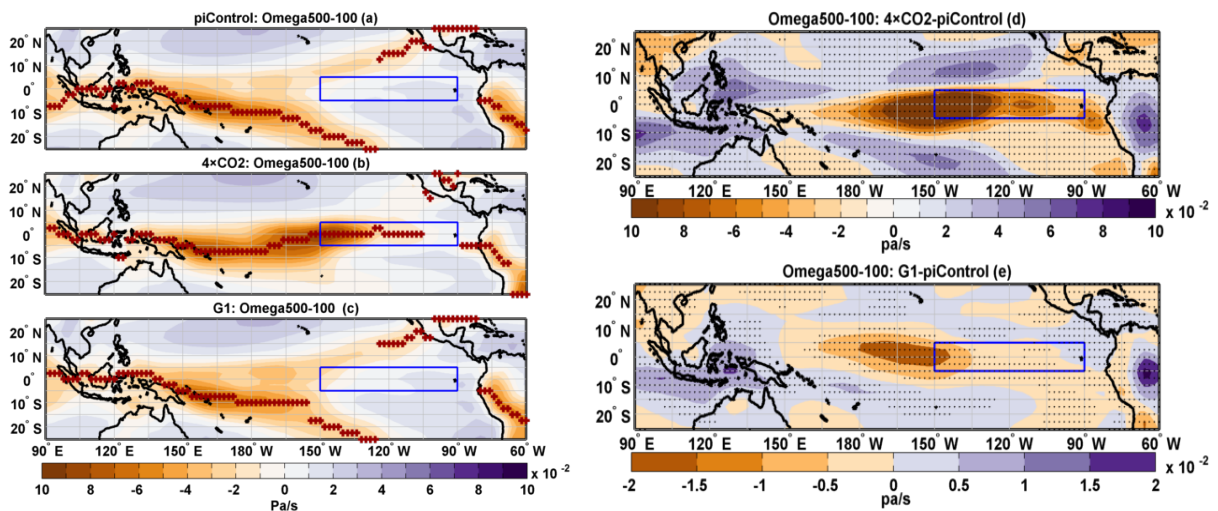 piControl: Omega500-100 (a)
20° N
10° N
0°
10° S
20° S
4×CO2: Omega500-100 (b)
20° N
10° N
0°
10° S
20° S
G1: Omega500-100 (c)
20° N
10° N
0°
10° S
20° S
90° E 120° E 150° E 180° W 150° W 120° W 90° W 60° W
10 8 6 -4 -2 0 2 4 6 8 10 x 10 -2
Pa/s
Omega500-100: 4×CO2-piControl (d)
20° N
10° N
0°
10° S
20° S
90° E 120° E 150° E 180° W 150° W 120° W 90° W 60° W
10 8 -6 -4 -2 0 2 4 6 8 10 x 10 -2
pa/s
Omega500-100: G1-piControl (e)
20° N
10° N
0°
10° S
20° S
90° E 120° E 150° E 180° W 150° W 120° W 90° W 60° W
-2 -1.5 -1 -0.5 0 0.5 1 1.5 2 x 10 -2
pa/s